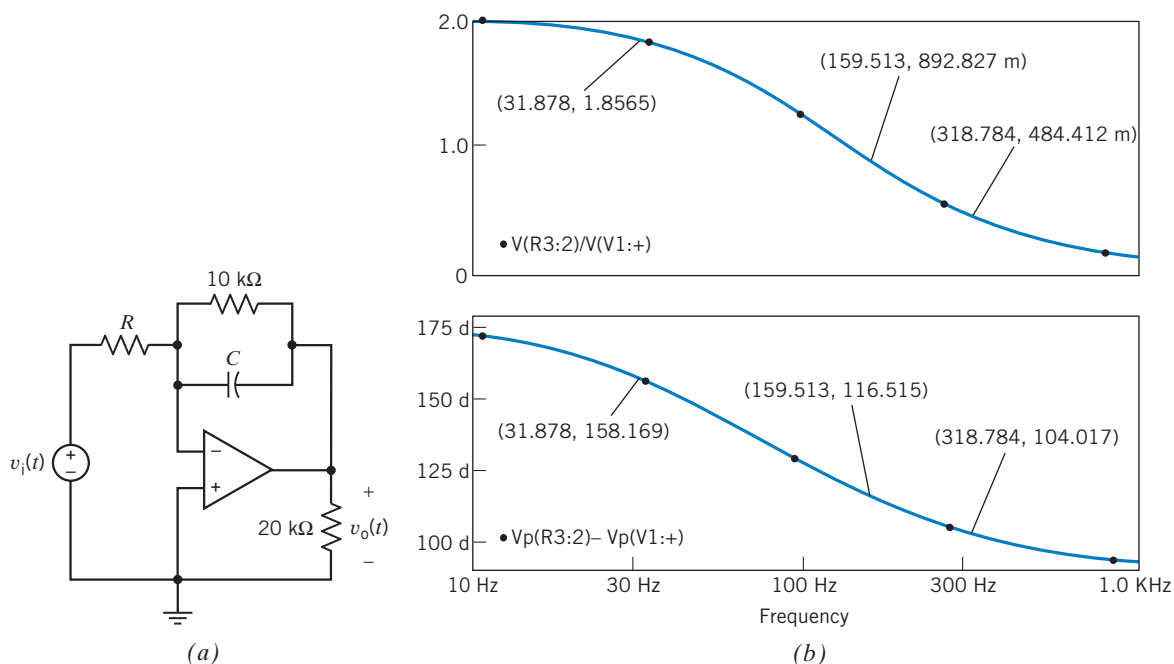 10 kΩ
R
C
vi(t)
−
+
+
−
20 kΩ
+
vo(t)
−
(a)
2.0
1.0
0
(31.878, 1.8565)
(159.513, 892.827 m)
(318.784, 484.412 m)
V(R3:2)/V(V1:+)
175 d
150 d
125 d
100 d
(31.878, 158.169)
(159.513, 116.515)
(318.784, 104.017)
Vp(R3:2)– Vp(V1:+)
10 Hz 30 Hz 100 Hz 300 Hz 1.0 KHz
Frequency
(b)